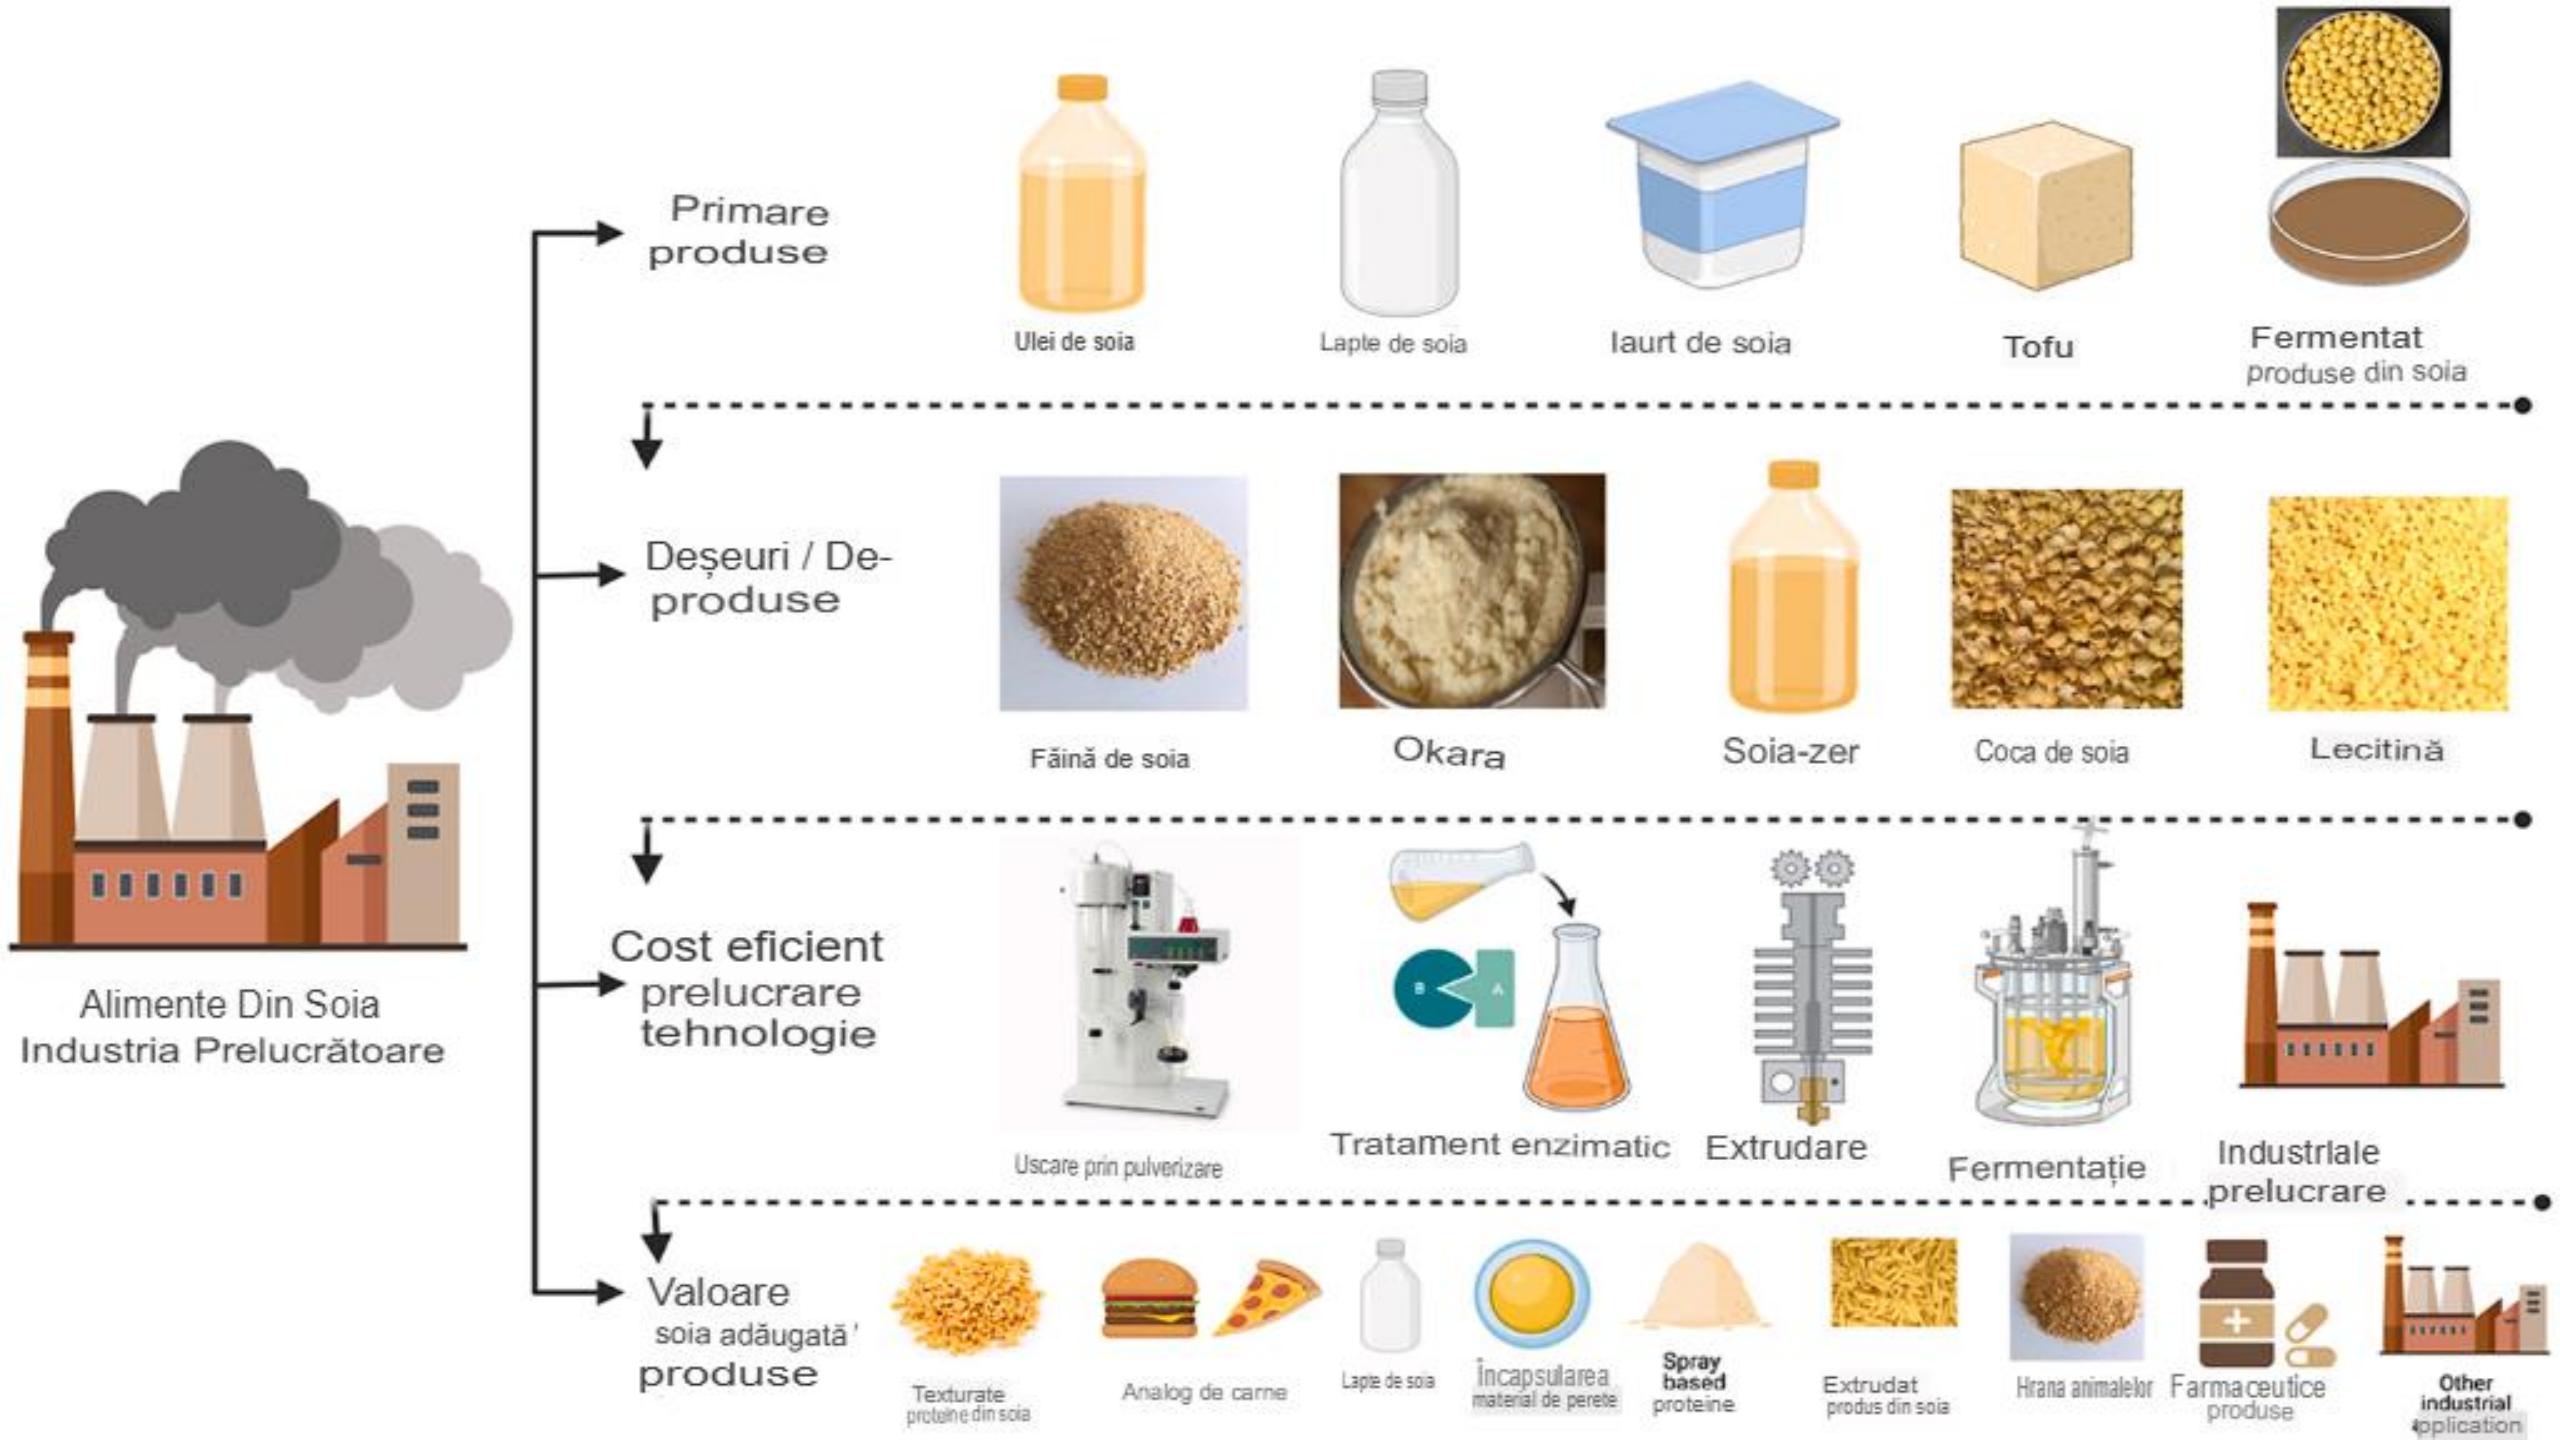 Primare
produse
Ulei de soia
Lapte de soia
Iaurt de soia
Tofu
Fermentat
produse din soia
Deșeuri / De-
produse
Făină de soia
Okara
Soia-zer
Coca de soia
Lecitină
Alimente Din Soia
Industria Prelucrătoare
Cost eficient
prelucrare
tehnologie
B
A
Uscare prin pulverizare
Tratament enzimatic
Extrudare
Fermentație
Industriale
prelucrare
Valoare
soia adăugată'
produse
Texturate
proteine din soia
Analog de carne
Lapte de soia
Încapsularea
material de perete
Spray
based
proteine
Extrudat
produs din soia
Hrana animalelor
Farmaceutice
produse
Other
industrial
application